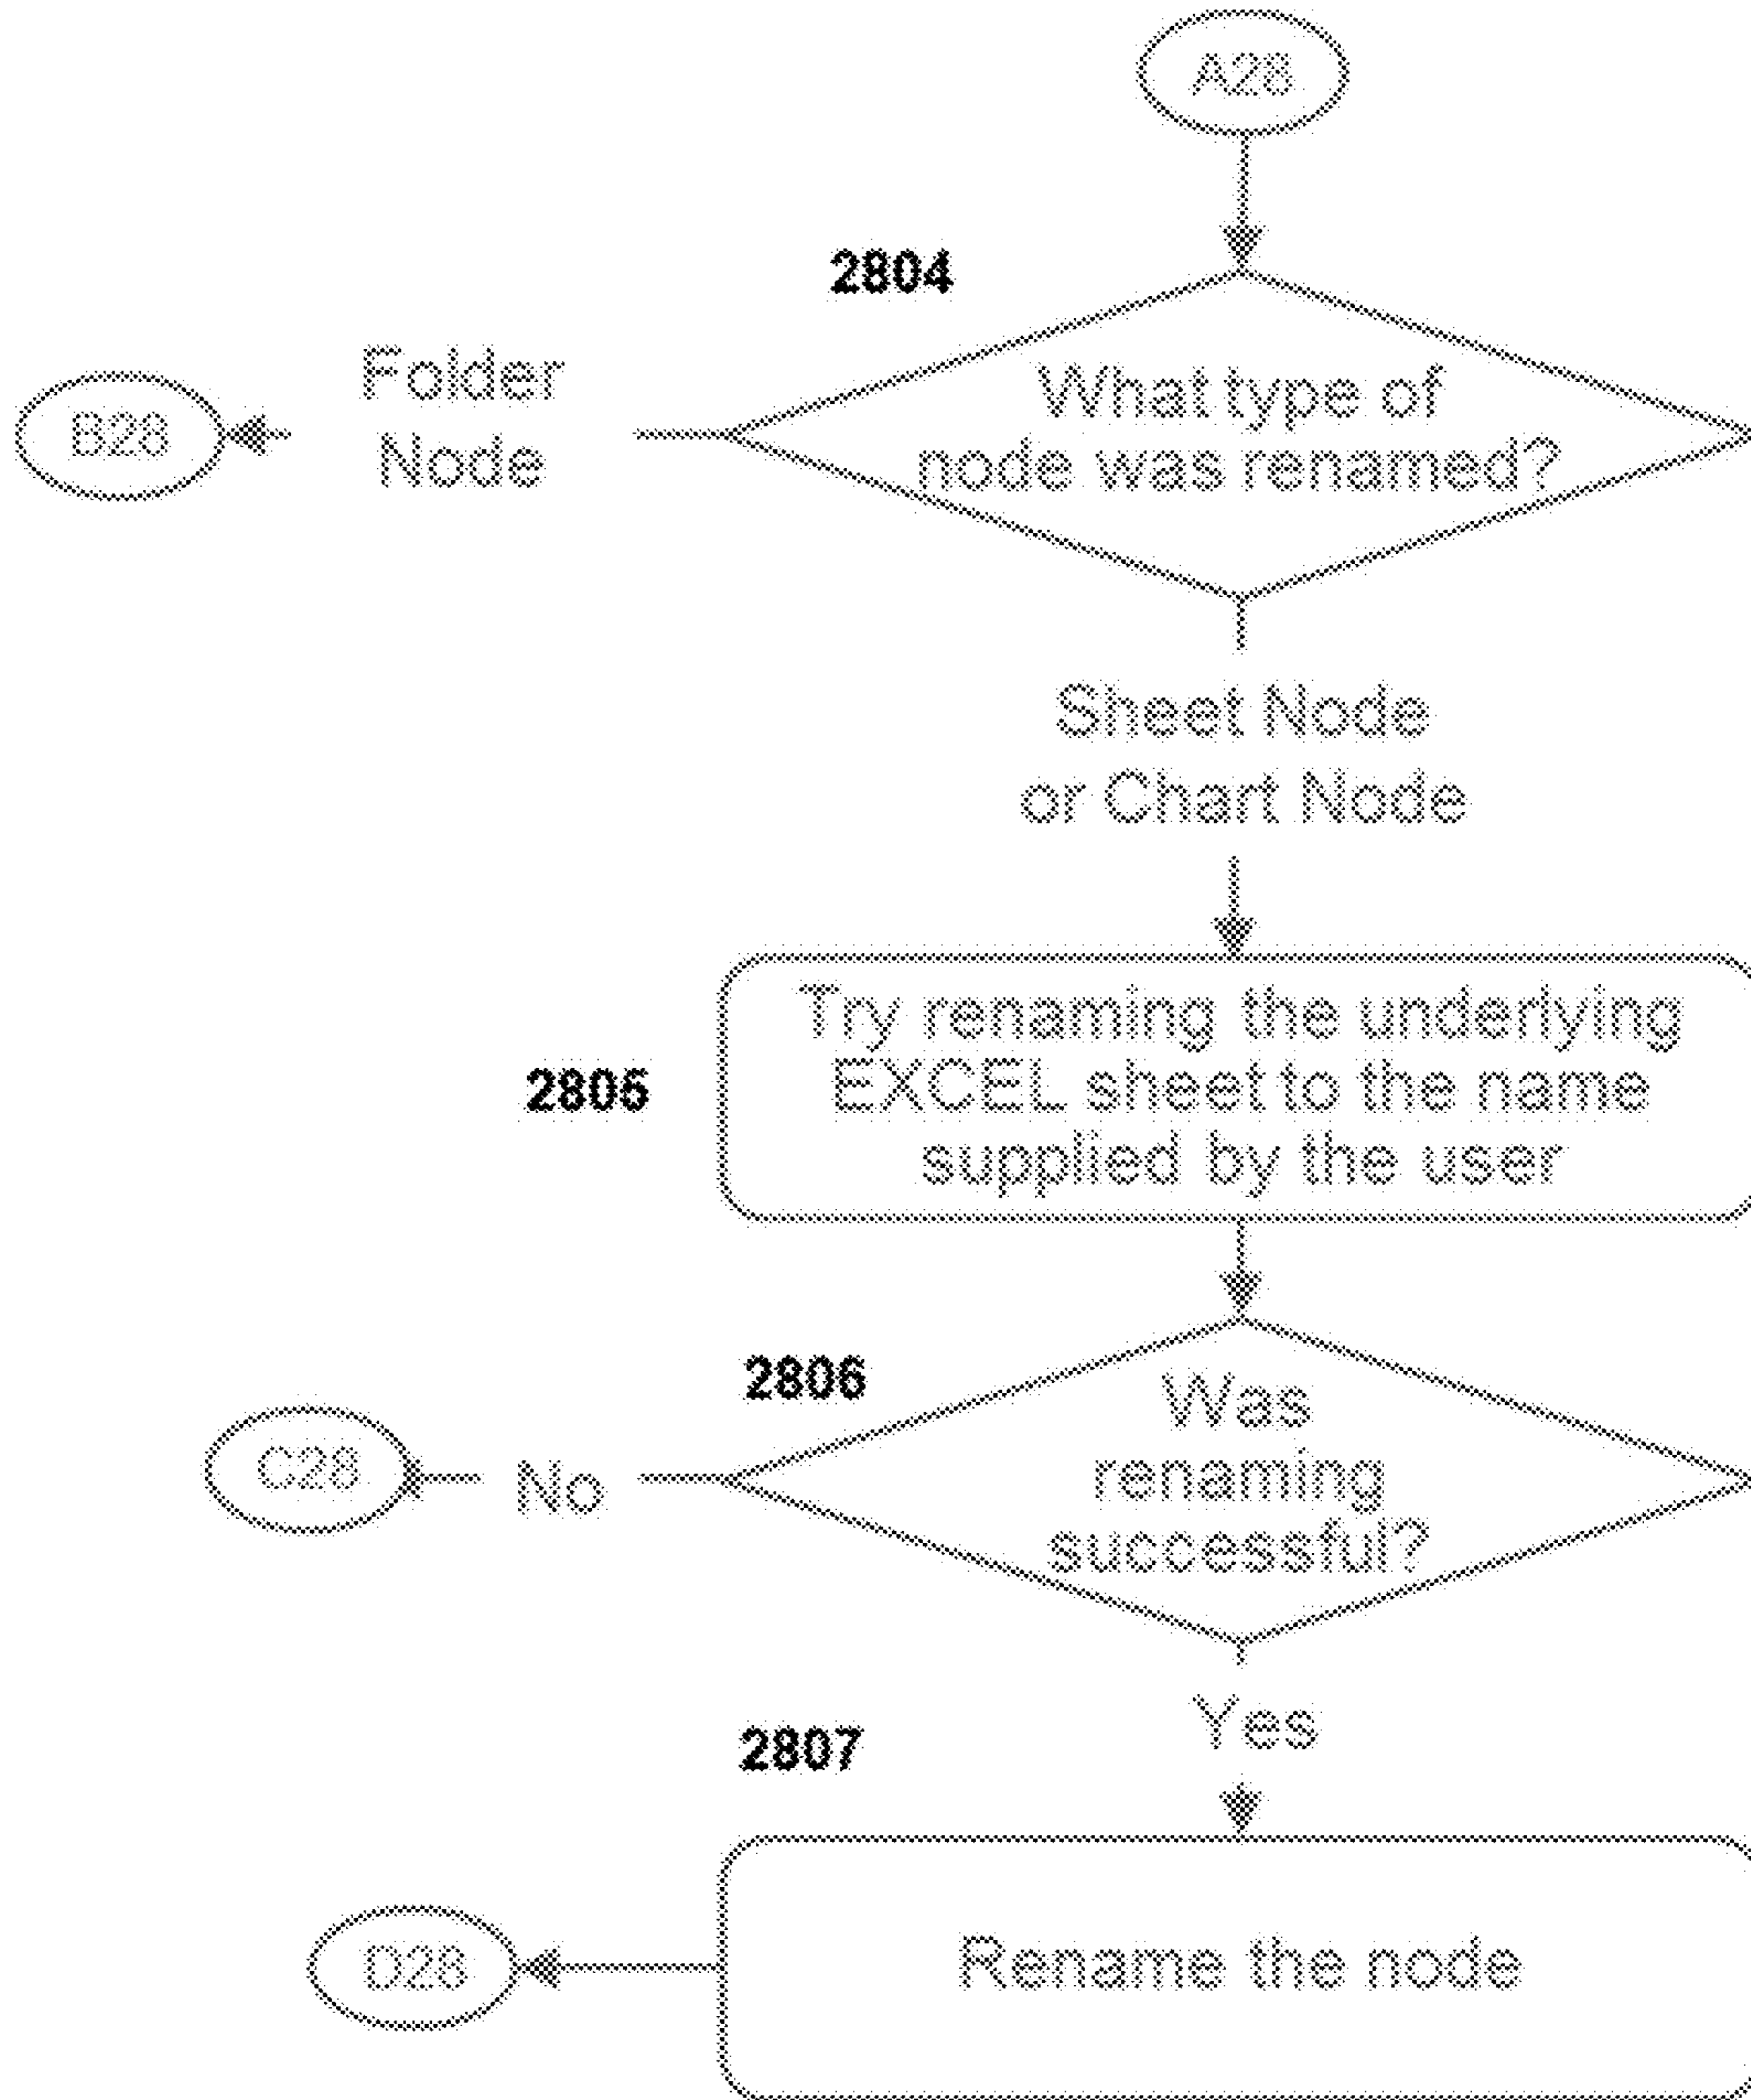 A28
2804
What type of
node was renamed?
Folder
Node
B28
Sheet Node
or Chart Node
2805
Try renaming the underlying
EXCEL sheet to the name
supplied by the user
2806
Was
renaming
successful?
No
C28
Yes
2807
Rename the node
D28